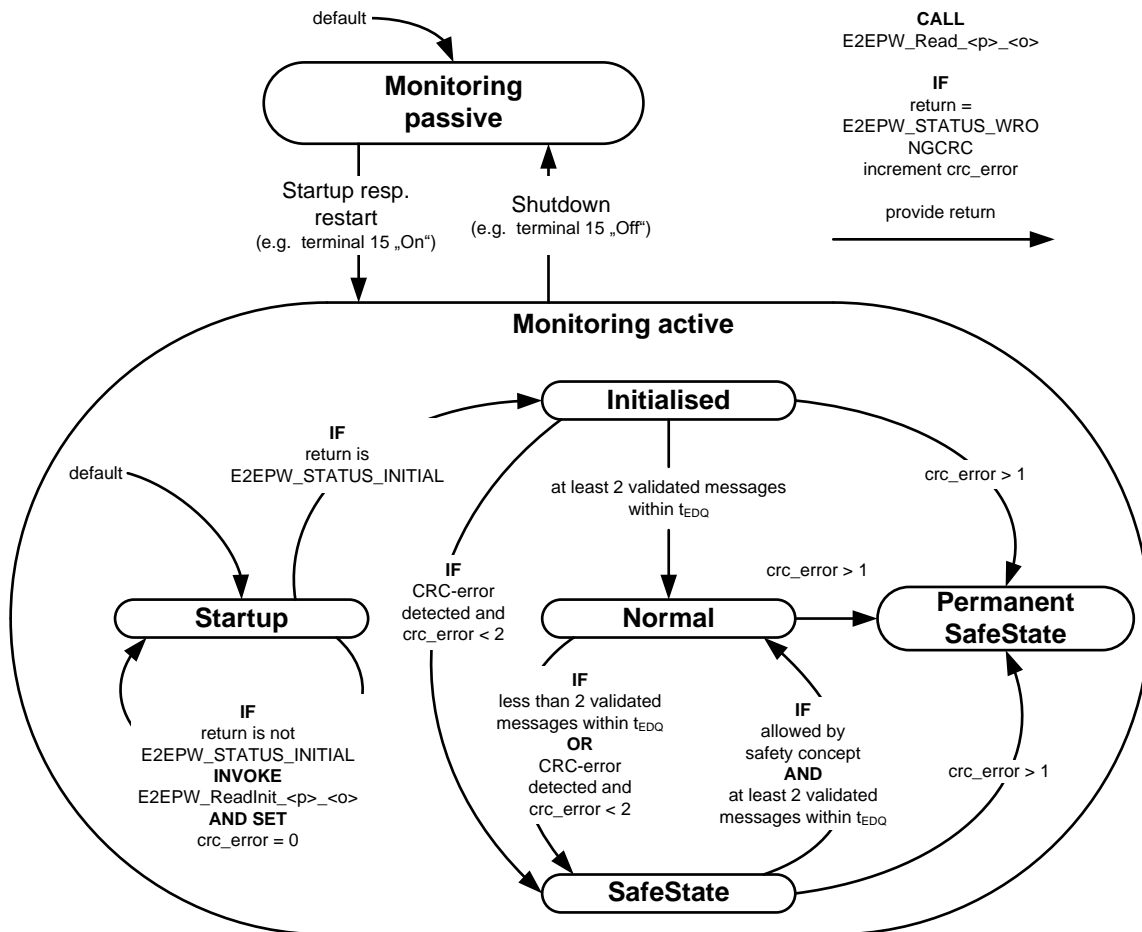 default
Monitoring
passive
CALL
E2EPW_Read_<p>_<o>
IF
return =
E2EPW_STATUS_WRO
NGCRC
increment crc_error
provide return
Startup resp.
restart
(e.g.  terminal 15 „On“)
Shutdown
(e.g.  terminal 15 „Off“)
Monitoring active
Initialised
IF
return is
E2EPW_STATUS_INITIAL
default
at least 2 validated messages
within tEDQ
crc_error > 1
IF
CRC-error
detected and
crc_error < 2
crc_error > 1
Startup
Normal
Permanent
SafeState
IF
return is not
E2EPW_STATUS_INITIAL
INVOKE
E2EPW_ReadInit_<p>_<o>
AND SET
crc_error = 0
IF
less than 2 validated
messages within tEDQ
OR
CRC-error
detected and
crc_error < 2
IF
allowed by
safety concept
AND
at least 2 validated
messages within tEDQ
crc_error > 1
SafeState